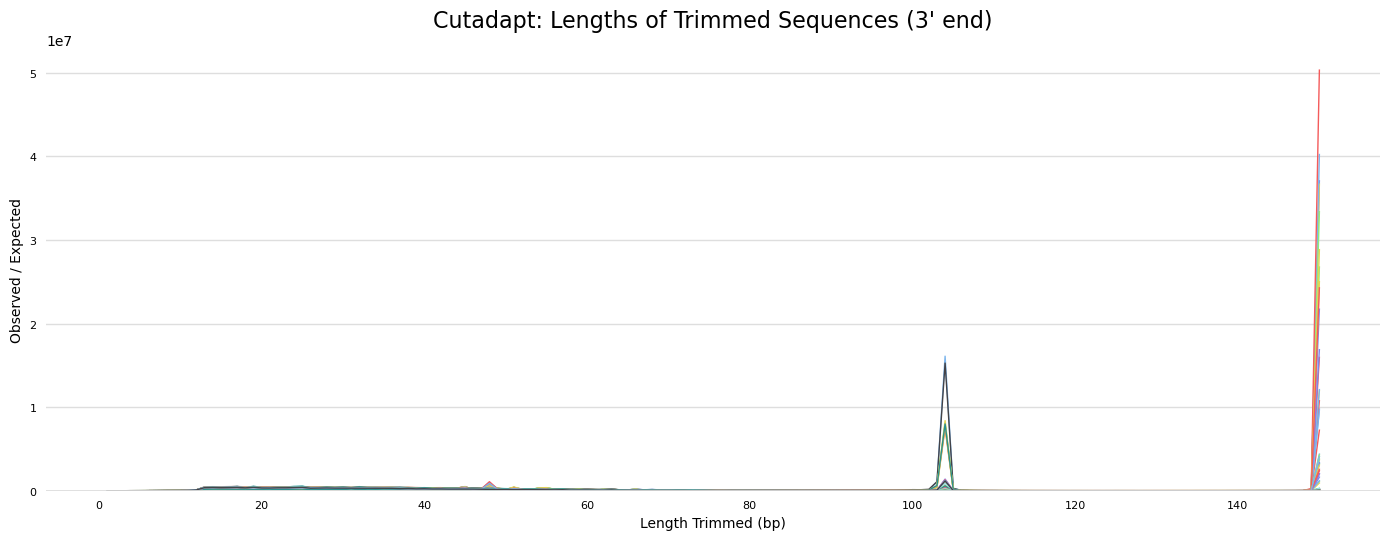 Cutadapt: Lengths of Trimmed Sequences (3' end)
1e7
5
4
3
2
1
0
Observed / Expected
0 20 40 60 80 100 120 140
Length Trimmed (bp)